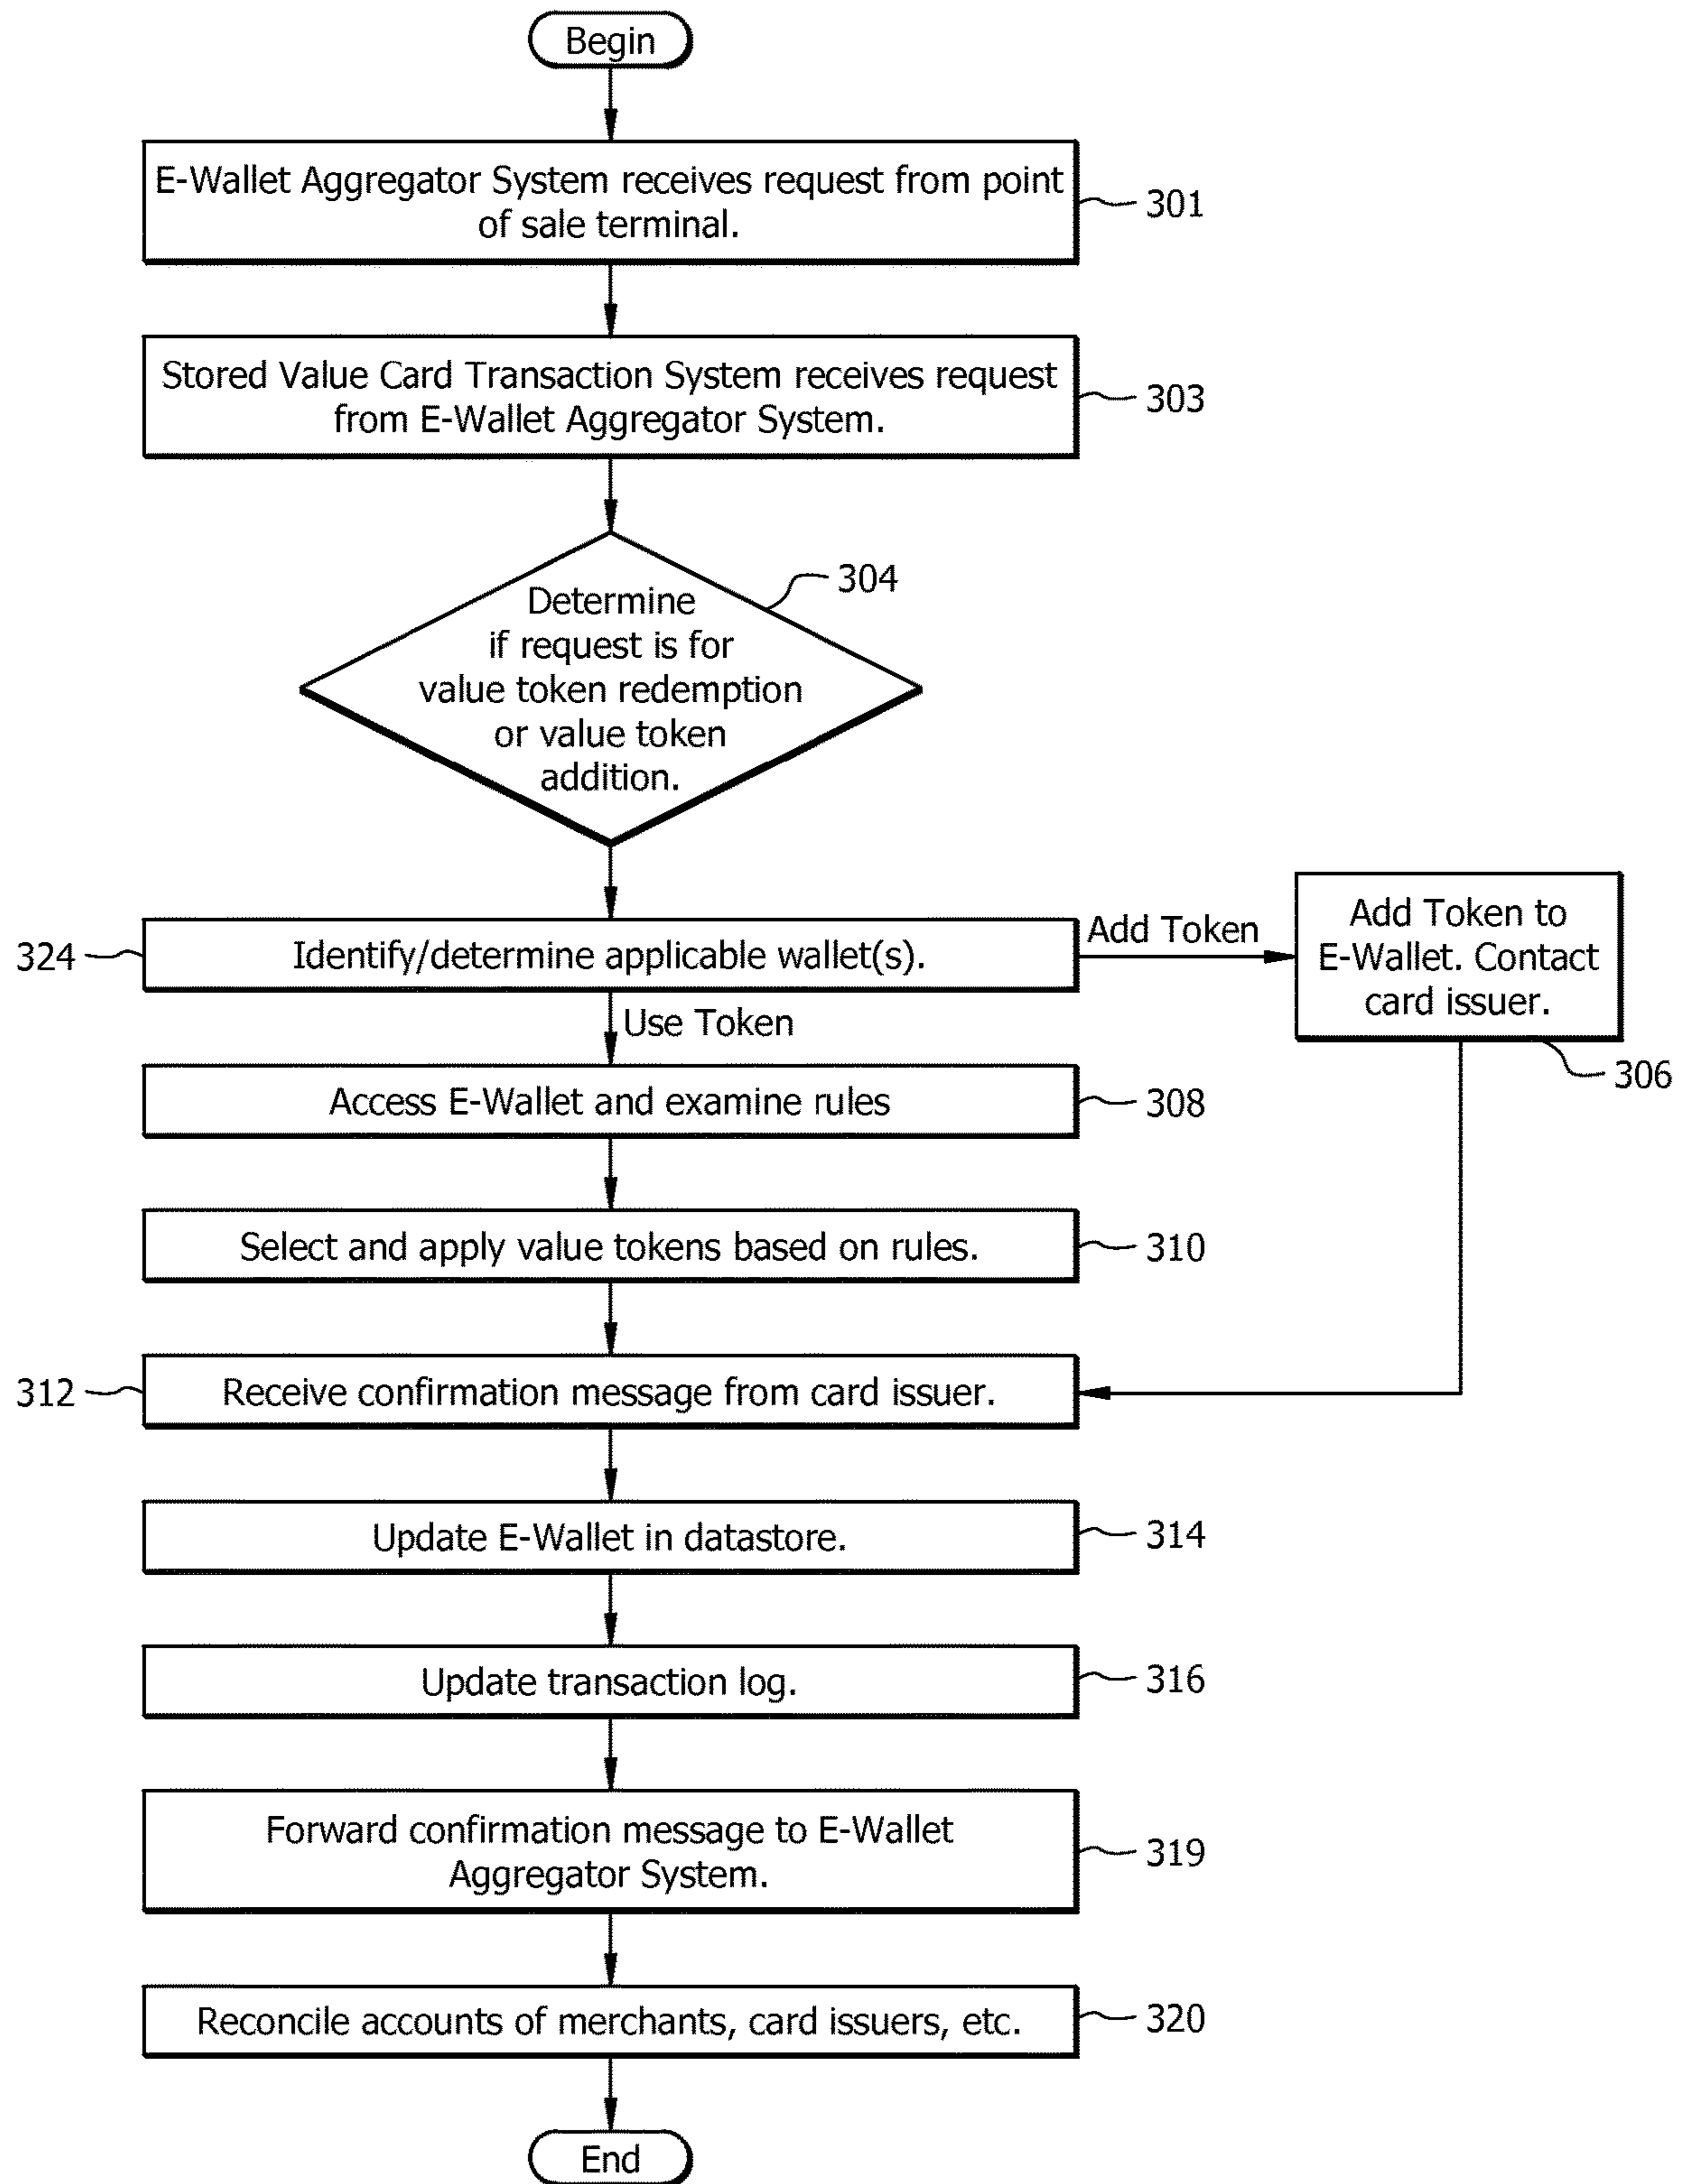 Begin
E-Wallet Aggregator System receives request from point
of sale terminal.
301
Stored Value Card Transaction System receives request
from E-Wallet Aggregator System.
303
304
Determine
if request is for
value token redemption
or value token
addition.
324
Identify/determine applicable wallet(s).
Add Token
Add Token to
E-Wallet. Contact
card issuer.
306
Use Token
Access E-Wallet and examine rules
308
Select and apply value tokens based on rules.
310
312
Receive confirmation message from card issuer.
Update E-Wallet in datastore.
314
Update transaction log.
316
Forward confirmation message to E-Wallet
Aggregator System.
319
Reconcile accounts of merchants, card issuers, etc.
320
End